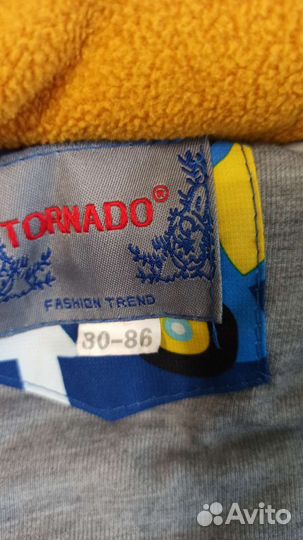 TORNADO®
FASHION TREND
80-86
Avito